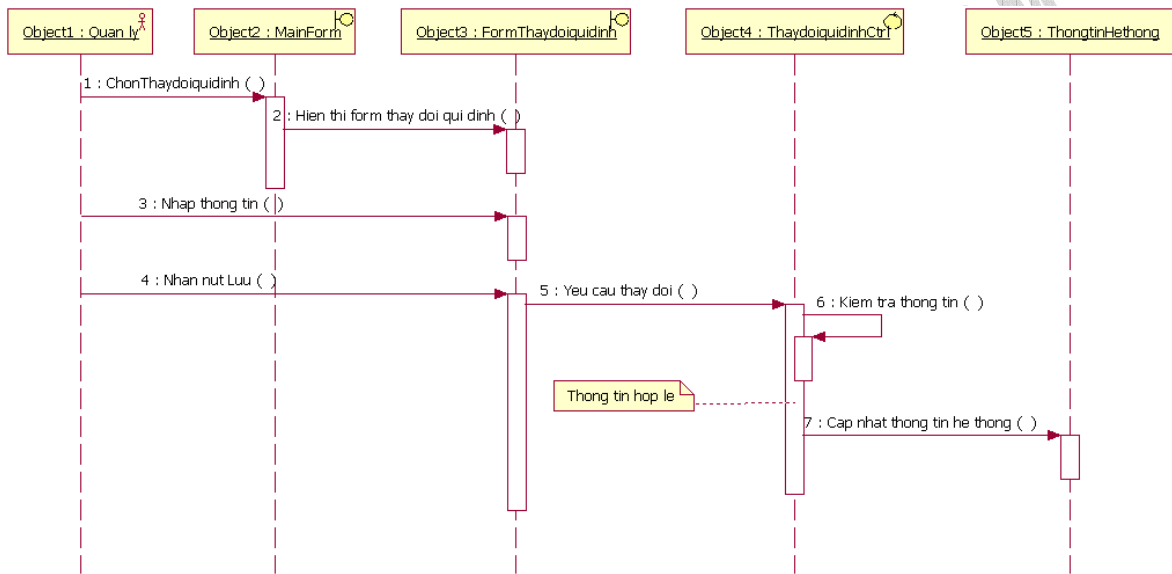 Object1 : Quan ly
Object2 : MainForm
Object3 : FormThaydoiquidinh
Object4 : ThaydoiquidinhCtrl
Object5 : ThongtinHethong
1 : ChonThaydoiquidinh ( )
2 : Hien thi form thay doi qui dinh ( )
3 : Nhap thong tin ( )
4 : Nhan nut Luu ( )
5 : Yeu cau thay doi ( )
6 : Kiem tra thong tin ( )
Thong tin hop le
7 : Cap nhat thong tin he thong ( )